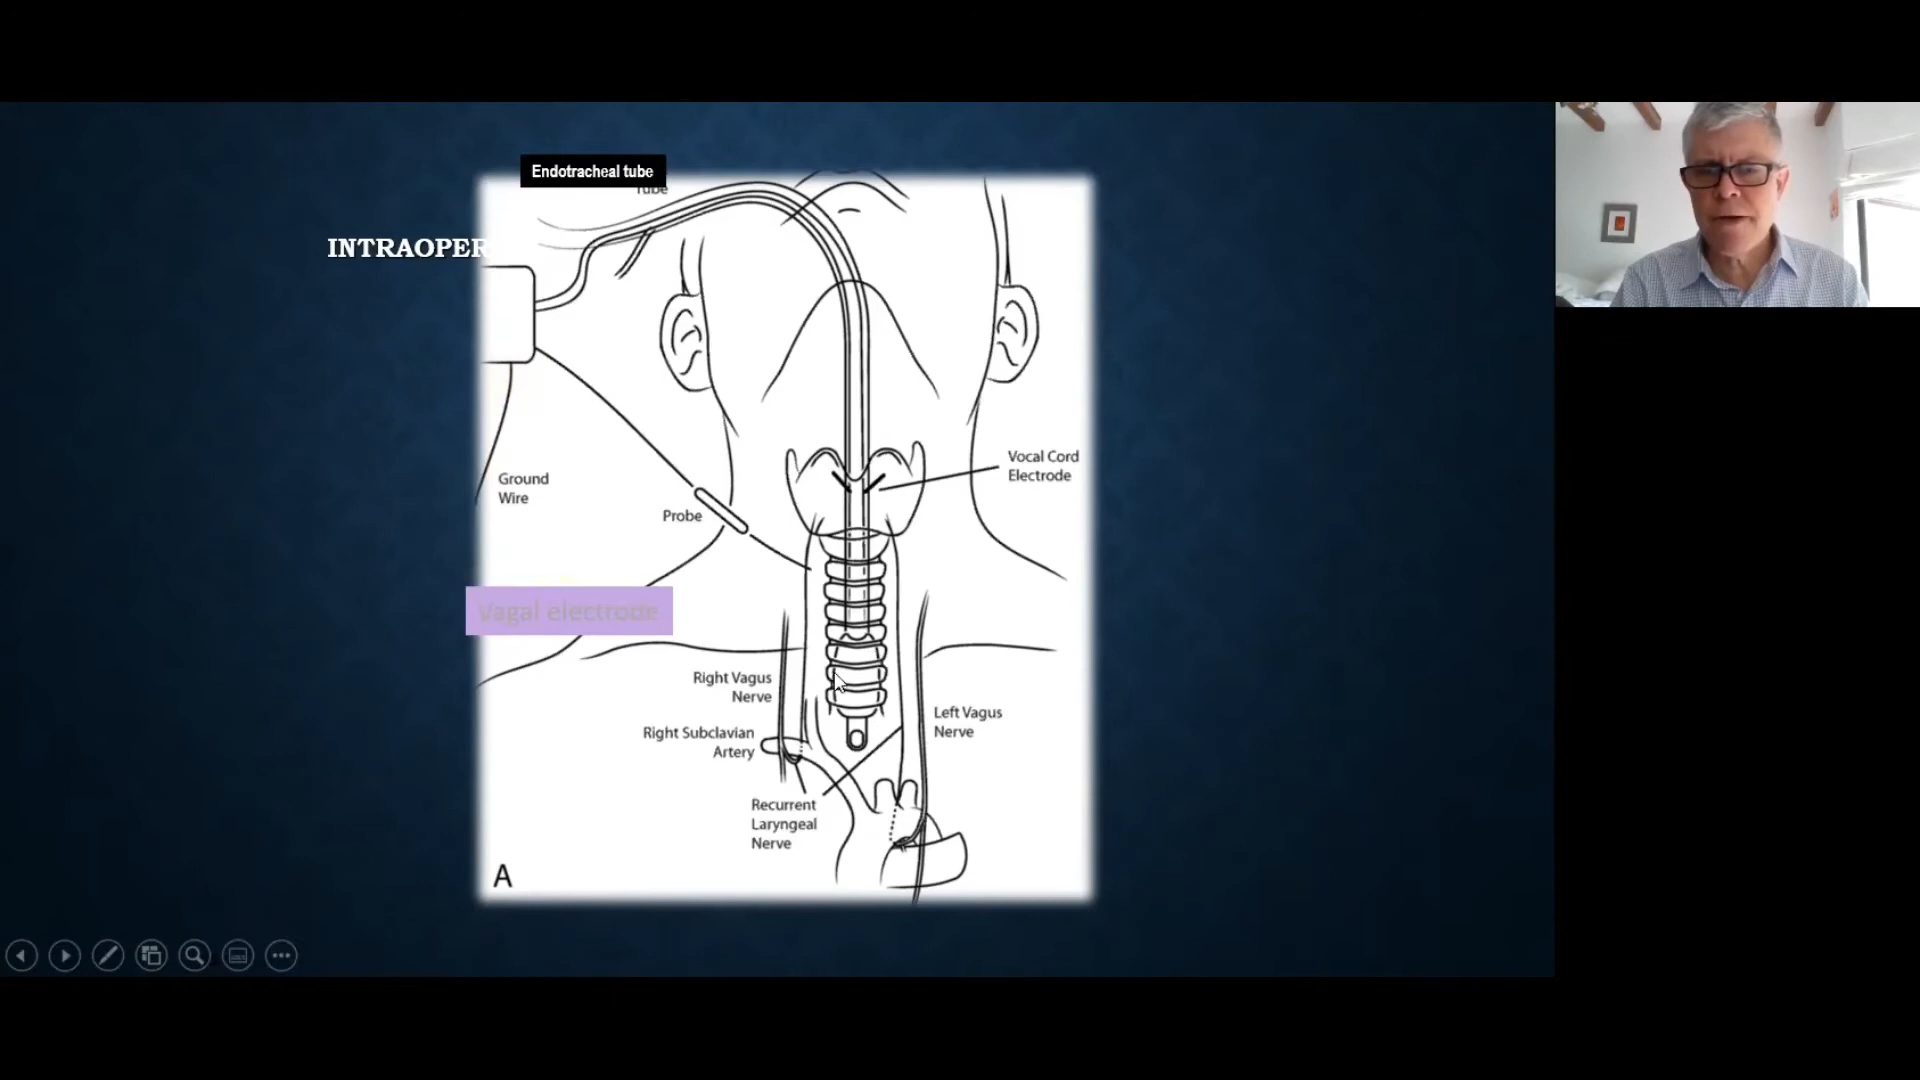 Endotracheal tube
Tube
INTRAOPER
Vocal Cord
Electrode
Ground
Wire
Probe
Vagal electrode
Right Vagus
Nerve
Left Vagus
Nerve
Right Subclavian
Artery
Recurrent
Laryngeal
Nerve
A